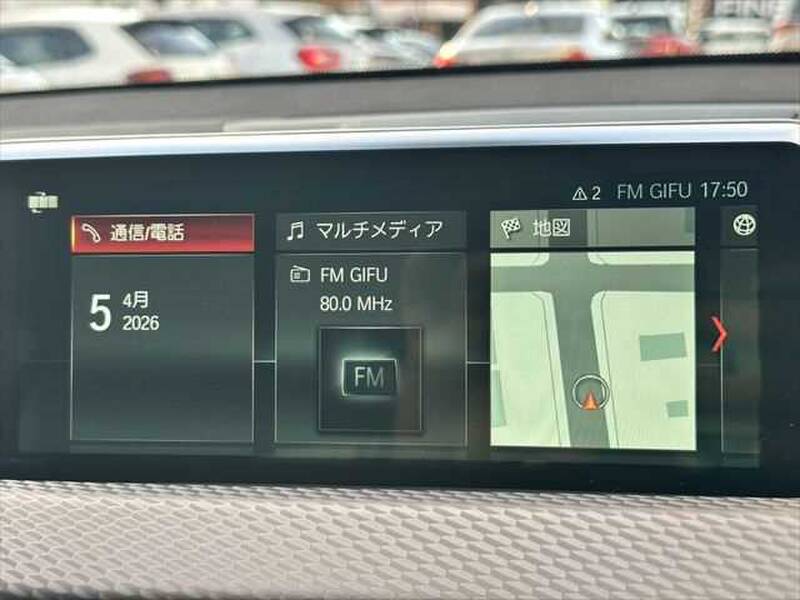 2 FM GIFU 17:50
通信/電話
マルチメディア
地図
5 4月
2026
FM GIFU
80.0 MHz
FM